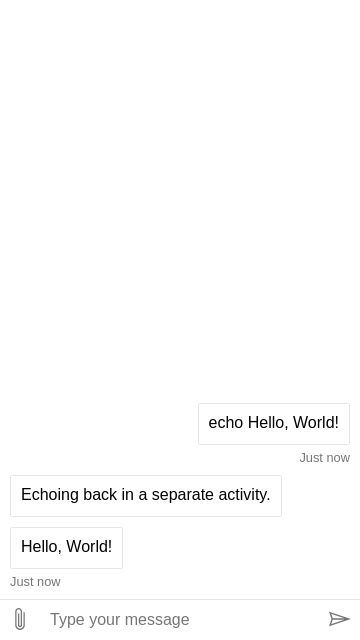 echo Hello, World!
Just now
Echoing back in a separate activity.
Hello, World!
Just now
Type your message